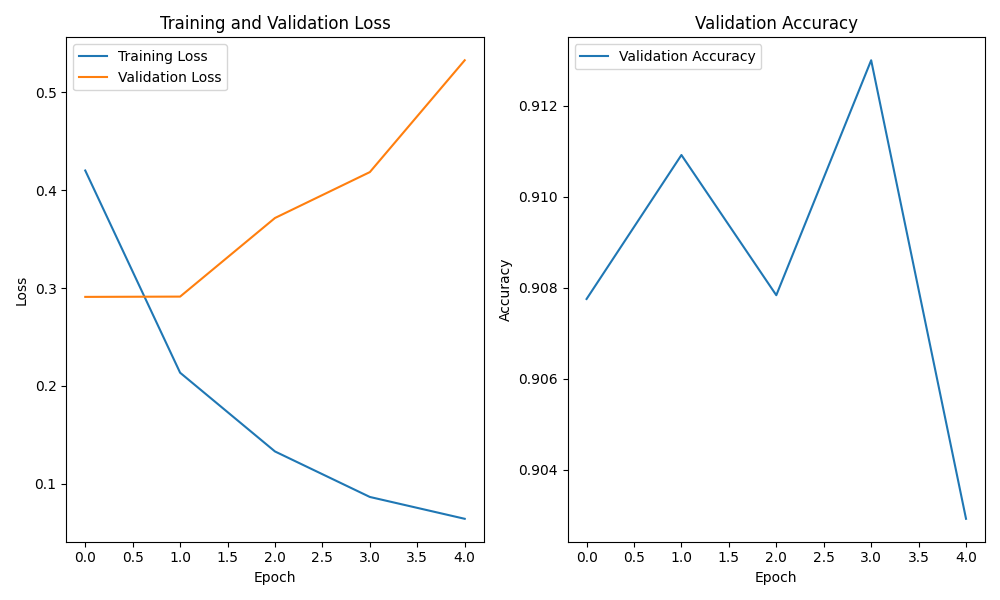 Training and Validation Loss
Training Loss
Validation Loss
0.5
0.4
0.3
0.2
0.1
Loss
0.0 0.5 1.0 1.5 2.0 2.5 3.0 3.5 4.0
Epoch
Validation Accuracy
Validation Accuracy
0.912
0.910
0.908
0.906
0.904
Accuracy
0.0 0.5 1.0 1.5 2.0 2.5 3.0 3.5 4.0
Epoch